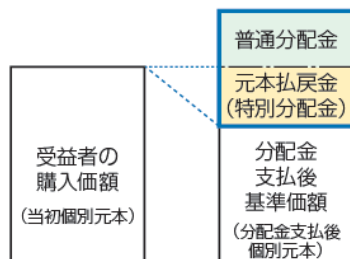 普通分配金
元本払戻金
(特別分配金)
受益者の
購入価額
(当初個別元本)
分配金
支払後
基準価額
(分配金支払後
個別元本)